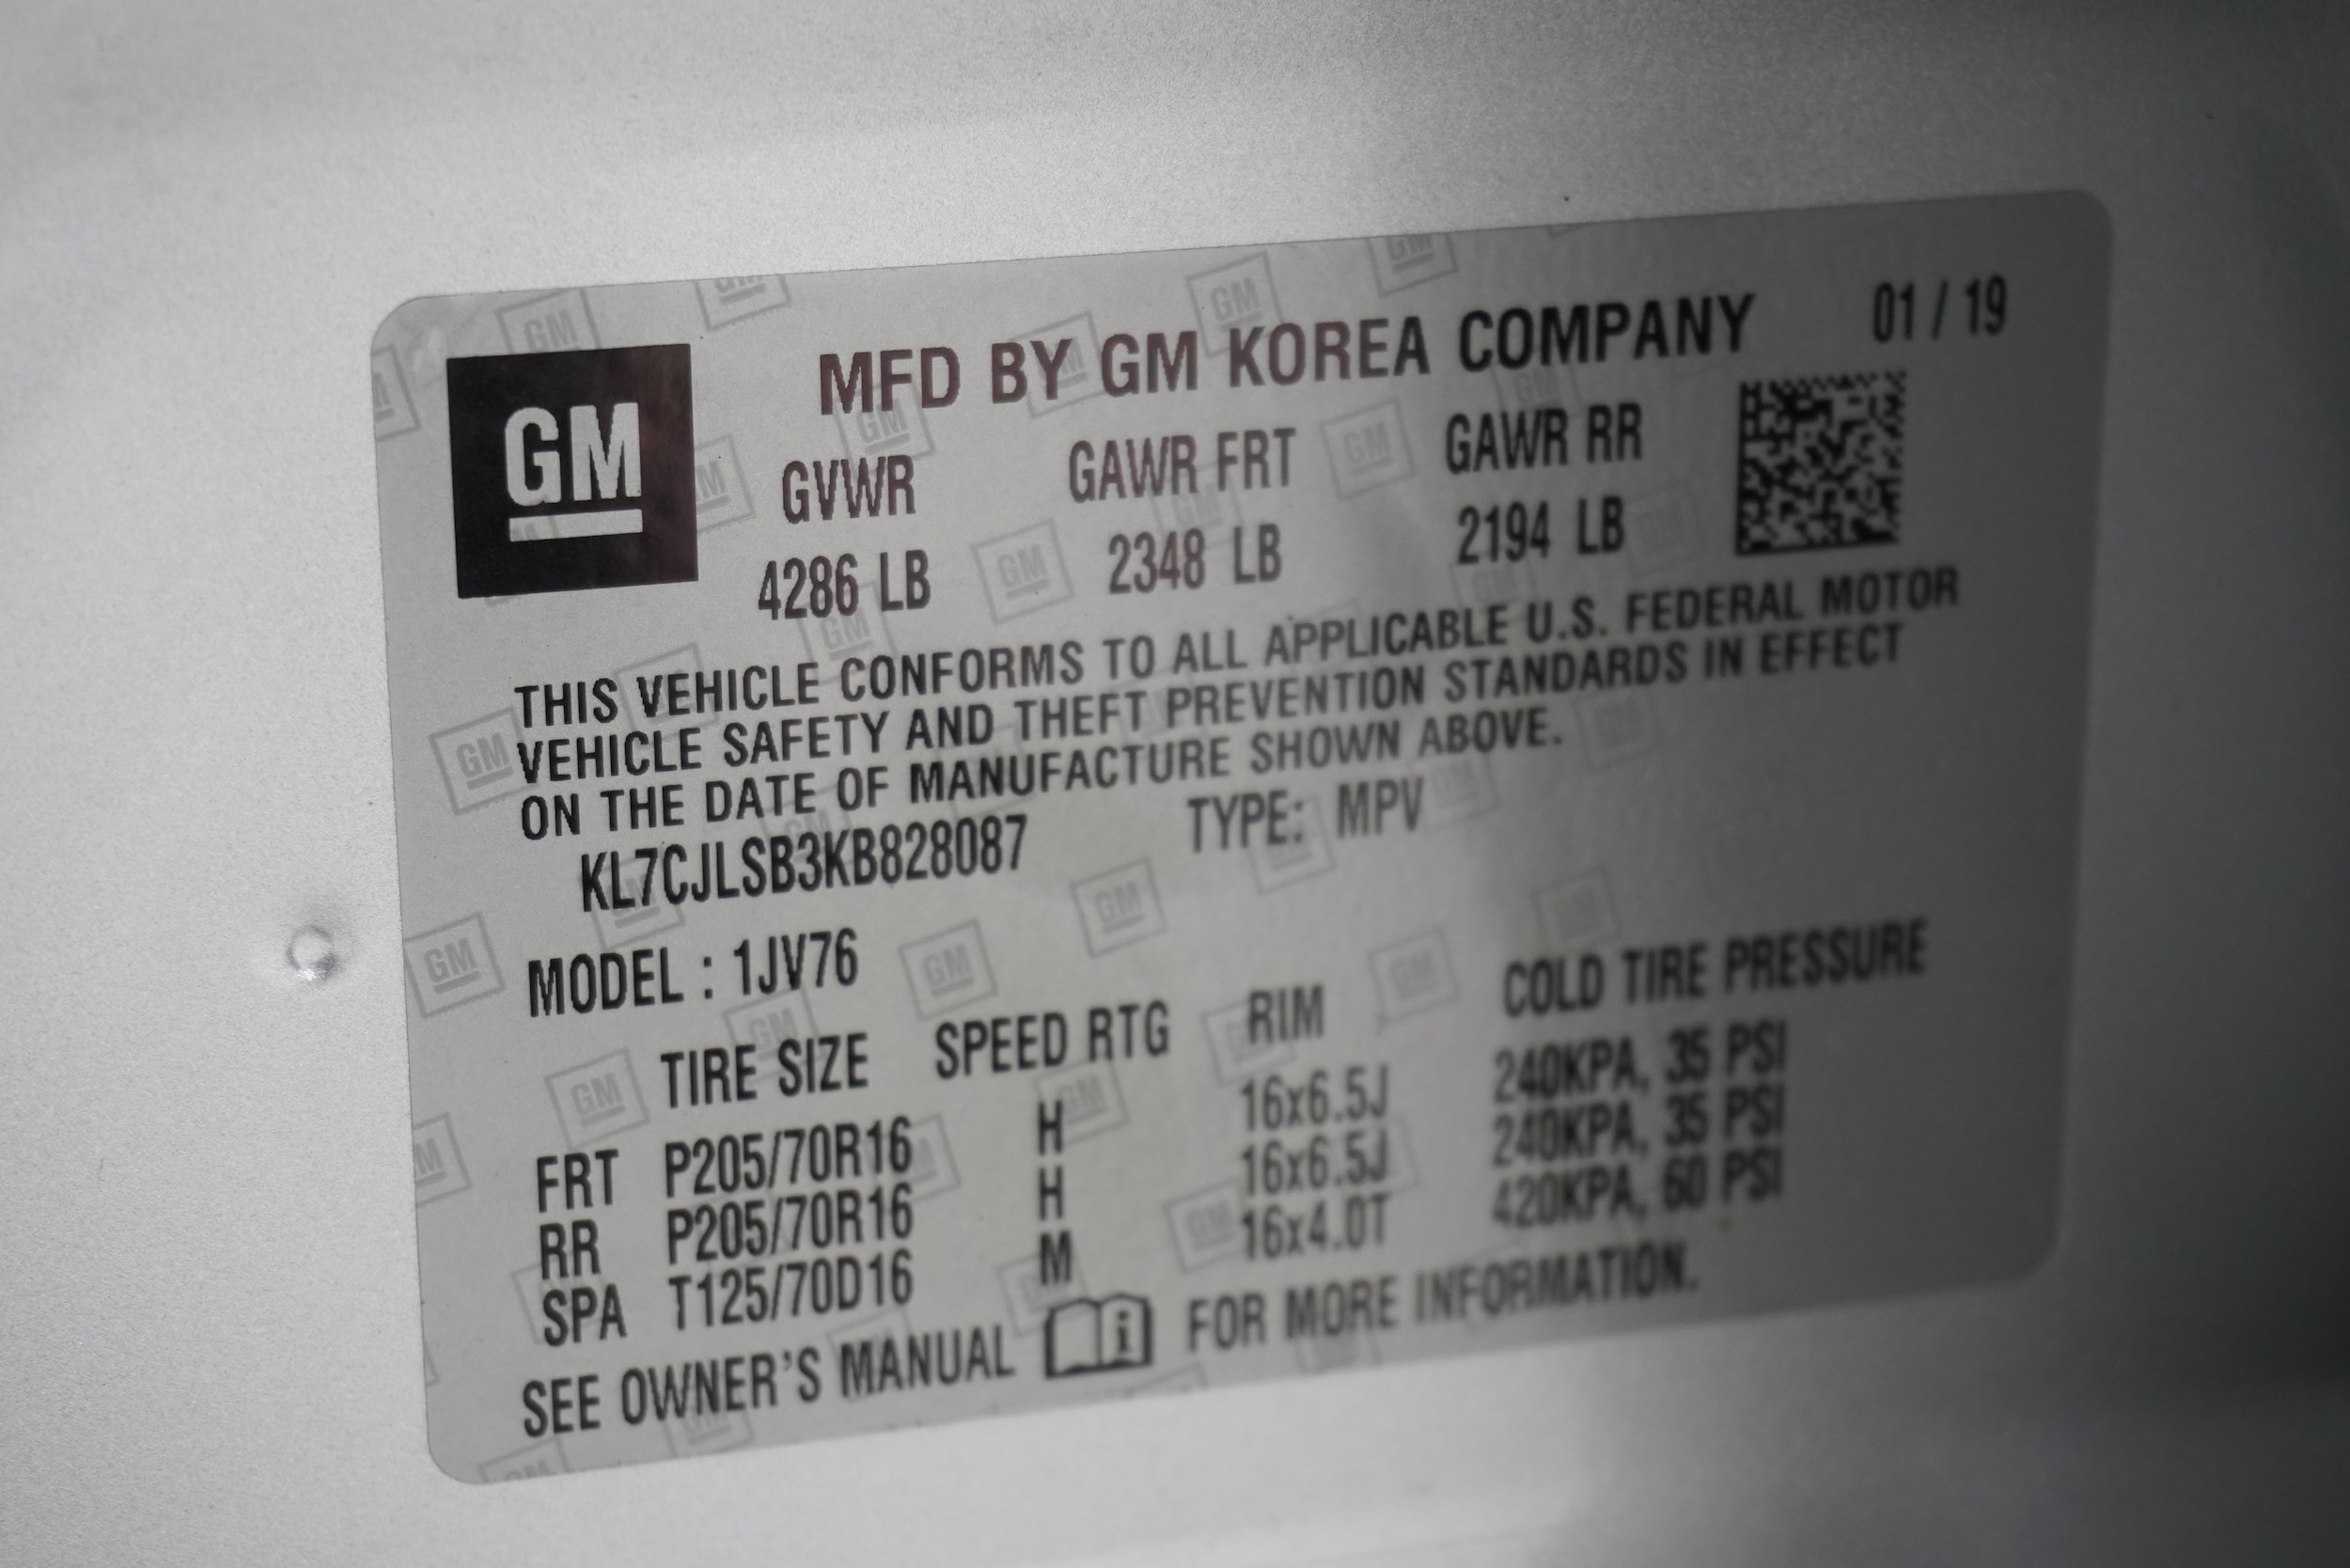 GM
MFD BY GM KOREA COMPANY 01 / 19
GVWR GAWR FRT GAWR RR
4286 LB 2348 LB 2194 LB
THIS VEHICLE CONFORMS TO ALL APPLICABLE U.S. FEDERAL MOTOR
VEHICLE SAFETY AND THEFT PREVENTION STANDARDS IN EFFECT
ON THE DATE OF MANUFACTURE SHOWN ABOVE.
KL7CJLSB3KB828087 TYPE: MPV
MODEL : 1JV76
TIRE SIZE SPEED RTG RIM COLD TIRE PRESSURE
FRT P205/70R16 H 16x6.5J 240KPA, 35 PSI
RR P205/70R16 H 16x6.5J 240KPA, 35 PSI
SPA T125/70D16 M 16x4.0T 420KPA, 60 PSI
SEE OWNER'S MANUAL i FOR MORE INFORMATION.